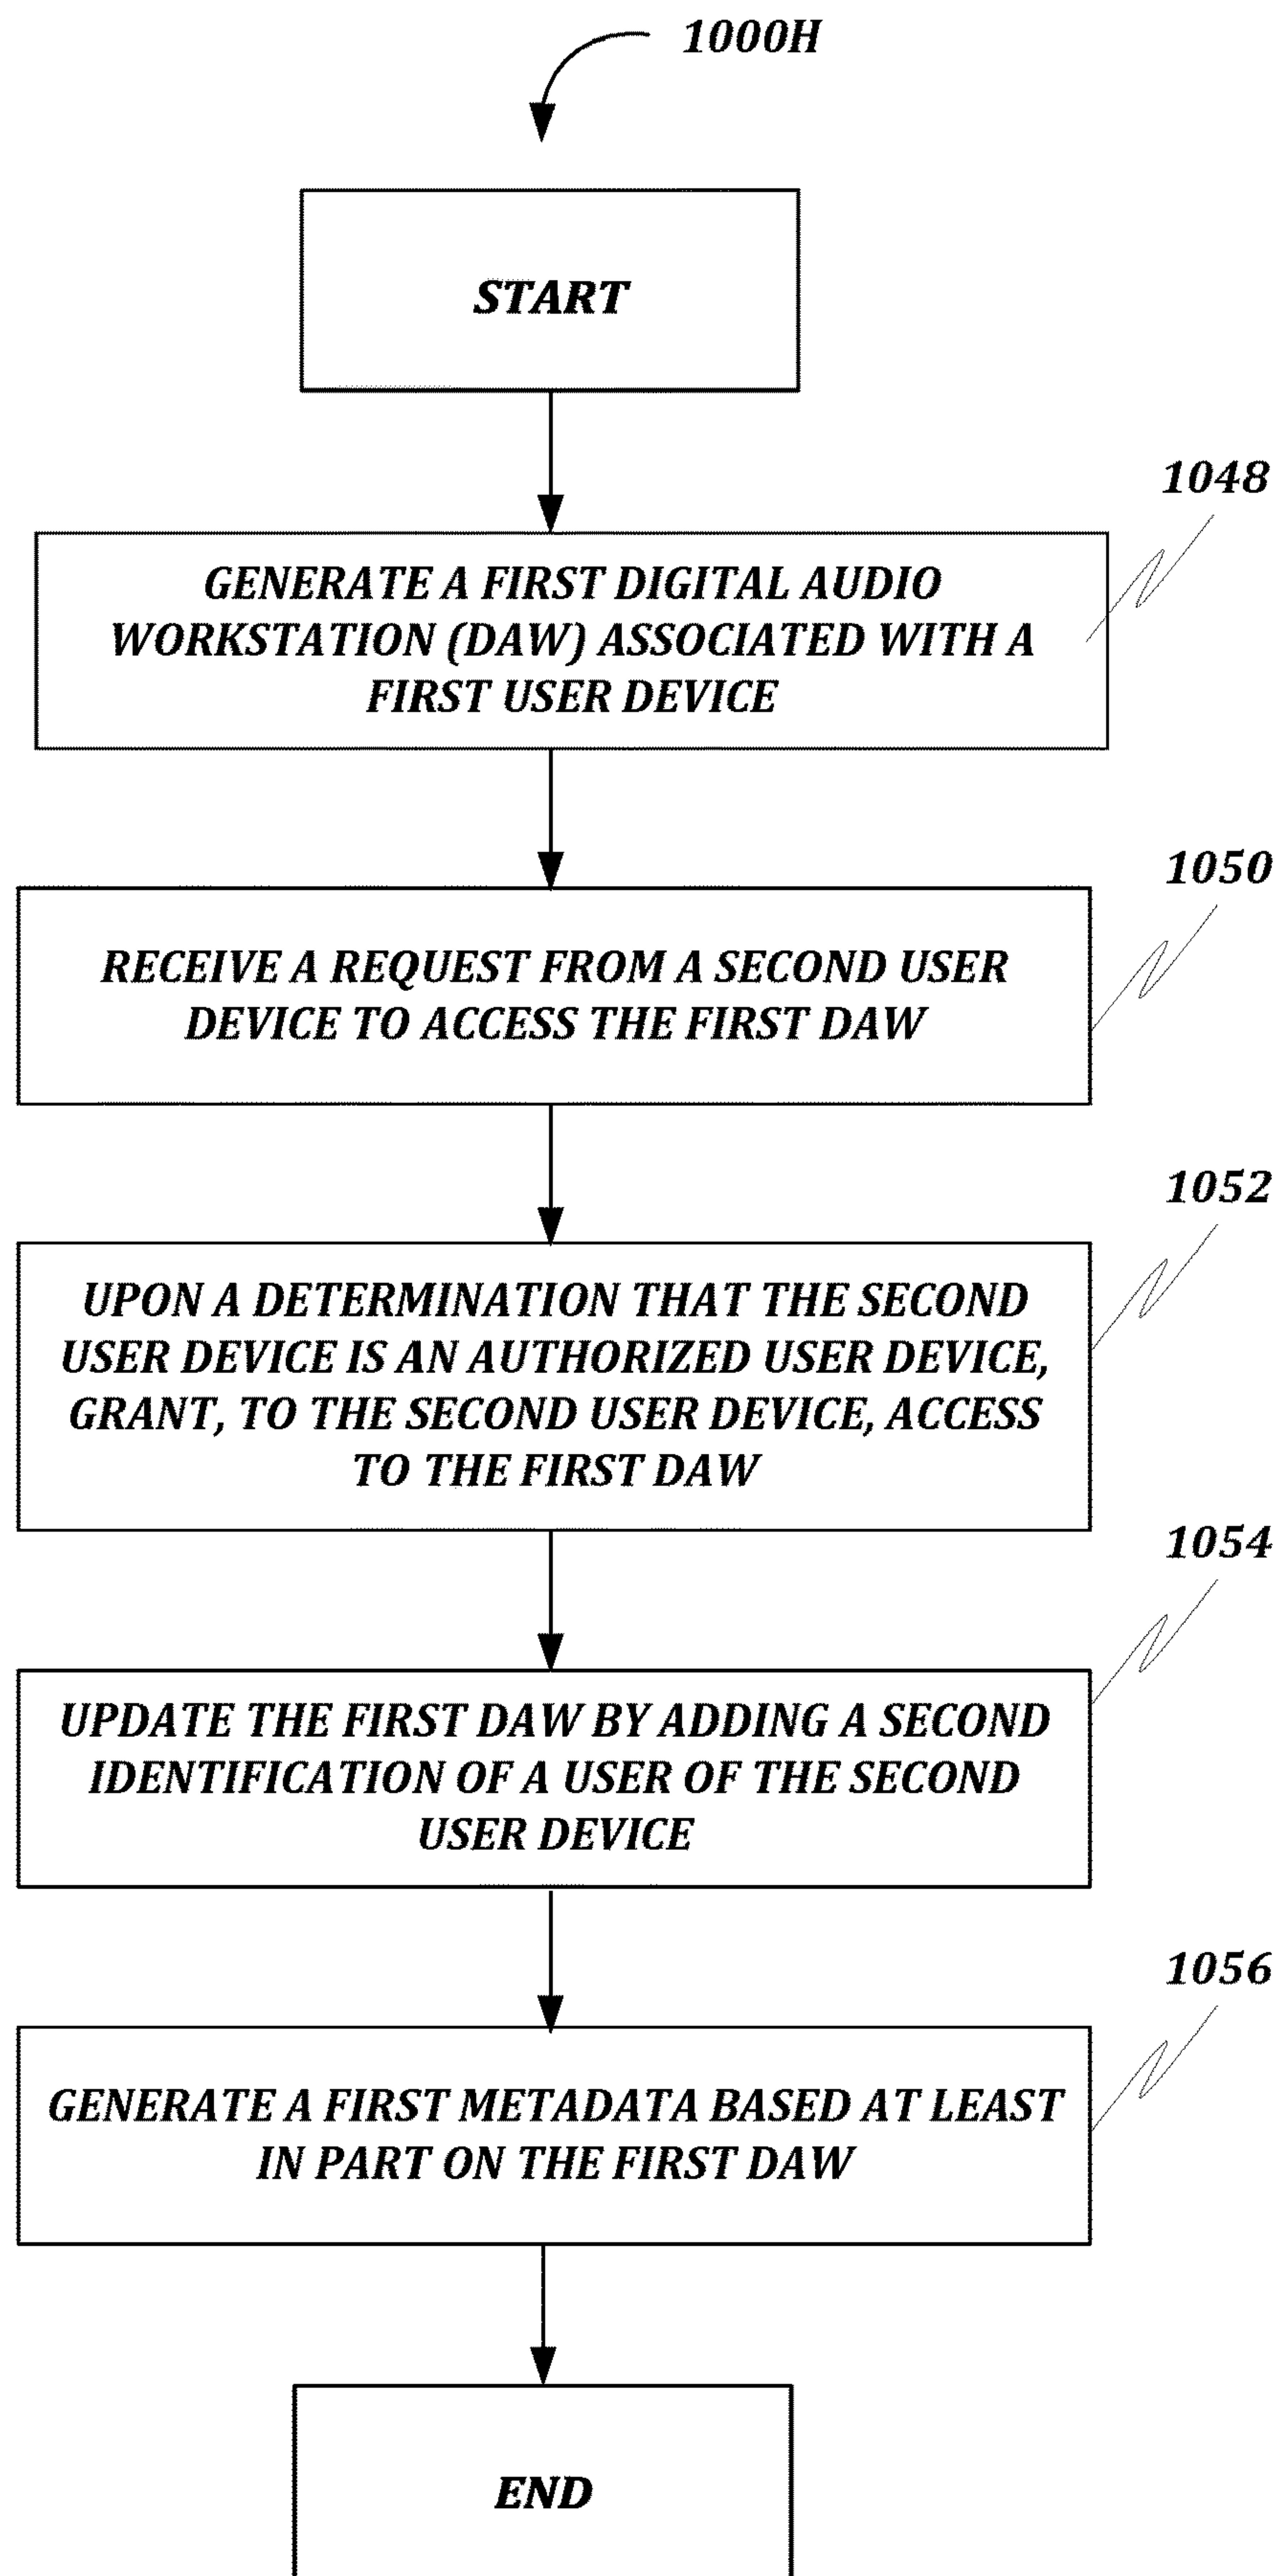 1000H
START
1048
GENERATE A FIRST DIGITAL AUDIO
WORKSTATION (DAW) ASSOCIATED WITH A
FIRST USER DEVICE
1050
RECEIVE A REQUEST FROM A SECOND USER
DEVICE TO ACCESS THE FIRST DAW
1052
UPON A DETERMINATION THAT THE SECOND
USER DEVICE IS AN AUTHORIZED USER DEVICE,
GRANT, TO THE SECOND USER DEVICE, ACCESS
TO THE FIRST DAW
1054
UPDATE THE FIRST DAW BY ADDING A SECOND
IDENTIFICATION OF A USER OF THE SECOND
USER DEVICE
1056
GENERATE A FIRST METADATA BASED AT LEAST
IN PART ON THE FIRST DAW
END